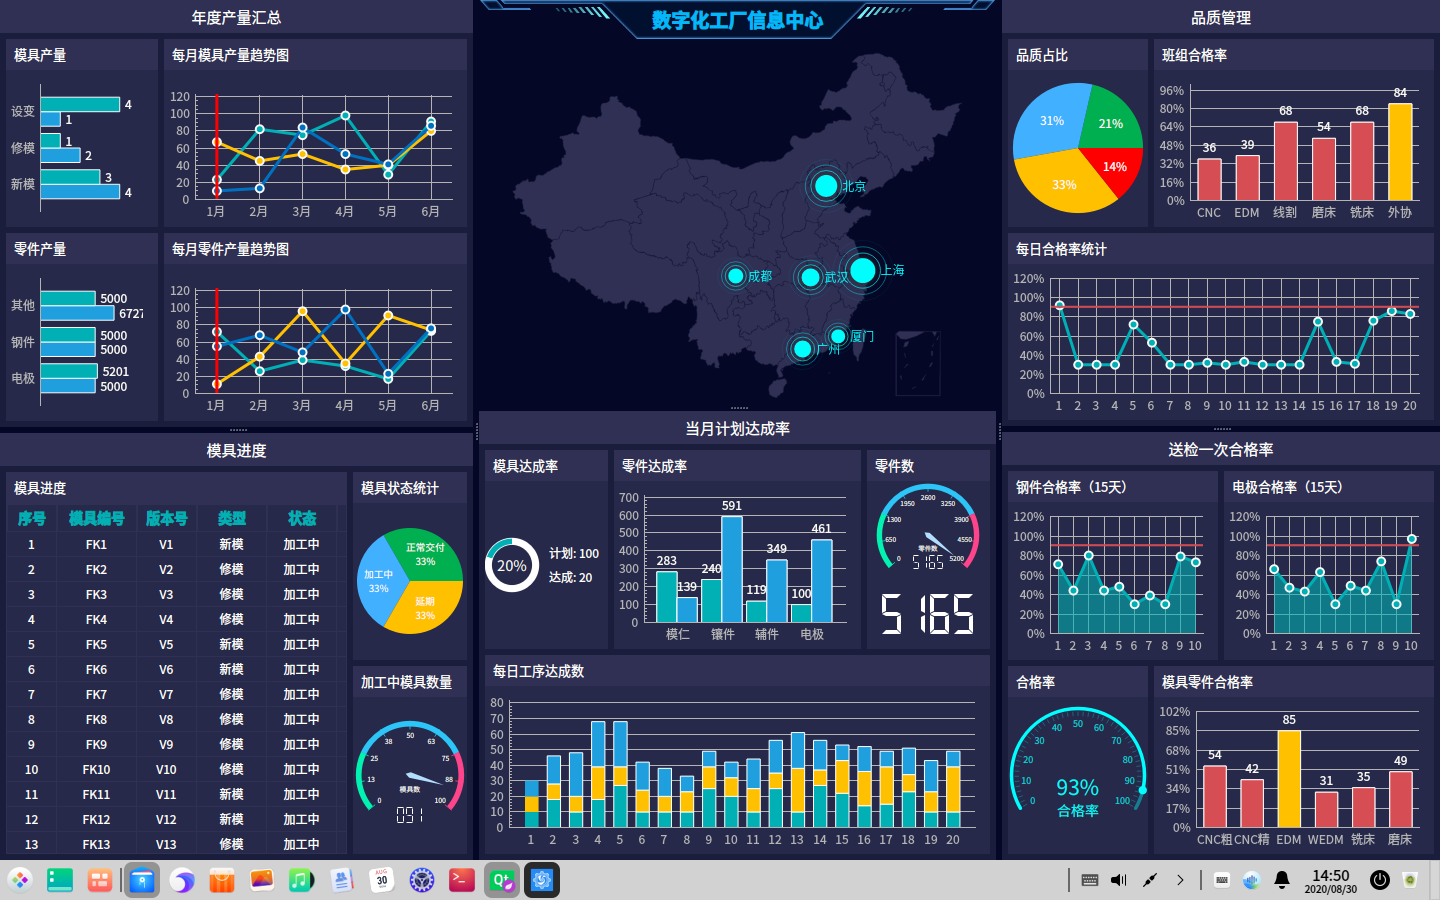 年度产量汇总
模具产量
设变
4
1
修模
1
2
新模
3
4
每月模具产量趋势图
120
100
80
60
40
20
0
1月 2月 3月 4月 5月 6月
零件产量
其他
5000
6727
钢件
5000
5000
电极
5201
5000
每月零件产量趋势图
120
100
80
60
40
20
0
1月 2月 3月 4月 5月 6月
模具进度
模具进度
序号 模具编号 版本号 类型 状态
1 FK1 V1 新模 加工中
2 FK2 V2 修模 加工中
3 FK3 V3 修模 加工中
4 FK4 V4 修模 加工中
5 FK5 V5 新模 加工中
6 FK6 V6 新模 加工中
7 FK7 V7 修模 加工中
8 FK8 V8 修模 加工中
9 FK9 V9 修模 加工中
10 FK10 V10 修模 加工中
11 FK11 V11 新模 加工中
12 FK12 V12 新模 加工中
13 FK13 V13 修模 加工中
模具状态统计
正常交付
33%
加工中
33%
延期
33%
加工中模具数量
0 13 25 38 50 63 75 88 100
模具数
091
数字化工厂信息中心
北京
成都
武汉
上海
厦门
广州
当月计划达成率
模具达成率
20%
计划: 100
达成: 20
零件达成率
700
600
500
400
300
200
100
0
283 139 240 591 119 349 100 461
模仁 镶件 辅件 电极
零件数
0 650 1300 1950 2600 3250 3900 4550 5200
零件数
5165
5165
每日工序达成数
80
70
60
50
40
30
20
10
0
1 2 3 4 5 6 7 8 9 10 11 12 13 14 15 16 17 18 19 20
品质管理
品质占比
31%
21%
14%
33%
班组合格率
96%
80%
64%
48%
32%
16%
0%
36 39 68 54 68 84
CNC EDM 线割 磨床 铣床 外协
每日合格率统计
120%
100%
80%
60%
40%
20%
0%
1 2 3 4 5 6 7 8 9 10 11 12 13 14 15 16 17 18 19 20
送检一次合格率
钢件合格率（15天）
120%
100%
80%
60%
40%
20%
0%
1 2 3 4 5 6 7 8 9 10
电极合格率（15天）
120%
100%
80%
60%
40%
20%
0%
1 2 3 4 5 6 7 8 9 10
合格率
0 10 20 30 40 50 60 70 80 90 100
93%
合格率
模具零件合格率
102%
85%
68%
51%
34%
17%
0%
54 42 85 31 35 49
CNC粗 CNC精 EDM WEDM 铣床 磨床
AUG
30
14:50
2020/08/30